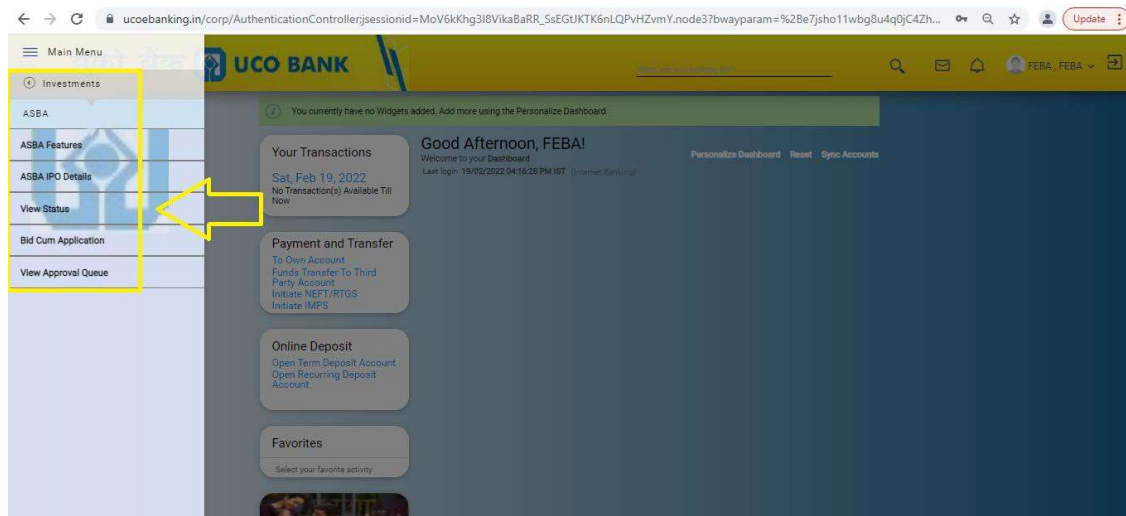 ucoebanking.in/corp/AuthenticationController;jsessionid=MoV6kKhg3I8VikaBaRR_SsEGtJKTK6nLQPvHZvmY.node3?bwayparam=%2Be7jsho11wbg8u4q0jC4Zh...
Update
Main Menu
यूको बैंक
UCO BANK
FEBA , FEBA
Investments
ASBA
ASBA Features
ASBA IPO Details
View Status
Bid Cum Application
View Approval Queue
You currently have no Widgets added. Add more using the Personalize Dashboard.
Good Afternoon, FEBA!
Welcome to your Dashboard
Last login 19/02/2022 04:16:28 PM IST (Internet Banking)
Personalize Dashboard Reset Sync Accounts
Your Transactions
Sat, Feb 19, 2022
No Transaction(s) Available Till
Now
Payment and Transfer
To Own Account
Funds Transfer To Third
Party Account
Initiate NEFT/RTGS
Initiate IMPS
Online Deposit
Open Term Deposit Account
Open Recurring Deposit
Account
Favorites
Select your favorite activity